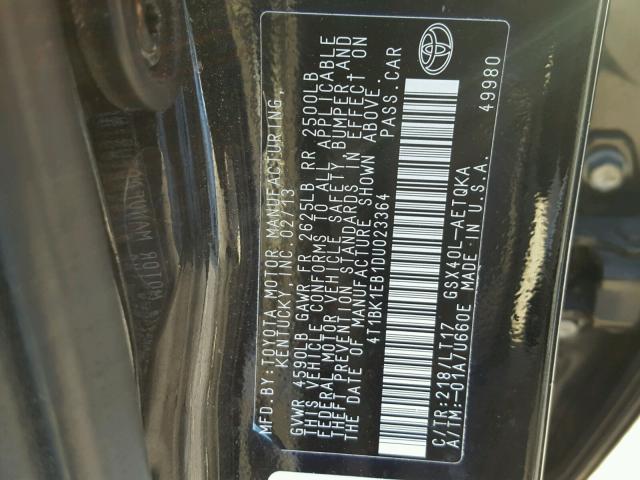 MFD.BY:TOYOTA MOTOR MANUFACTURING,
KENTUCKY, INC. 02/13
GVWR 4590LB GAWR FR 2625LB RR 2500LB
THIS VEHICLE CONFORMS TO ALL APPLICABLE
FEDERAL MOTOR VEHICLE SAFETY, BUMPER, AND
THEFT PREVENTION STANDARDS IN EFFECT ON
THE DATE OF MANUFACTURE SHOWN ABOVE.
4T1BK1EB1DU023364 PASS.CAR
C/TR:218/LT17 GSX40L-AETQKA
A/TM:-01A/U660E MADE IN U.S.A. 49980